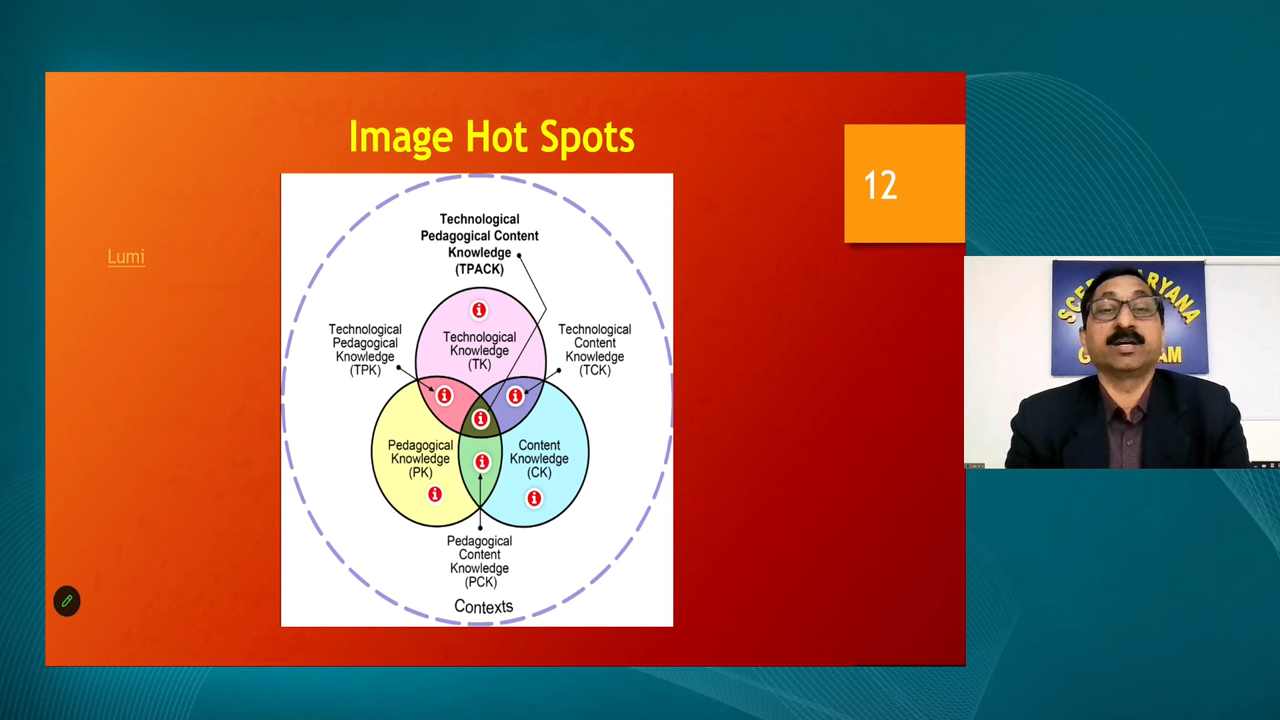 Image Hot Spots
12
Lumi
Technological
Pedagogical Content
Knowledge
(TPACK)
Technological
Pedagogical
Knowledge
(TPK)
Technological
Knowledge
(TK)
Technological
Content
Knowledge
(TCK)
Pedagogical
Knowledge
(PK)
Content
Knowledge
(CK)
Pedagogical
Content
Knowledge
(PCK)
Contexts